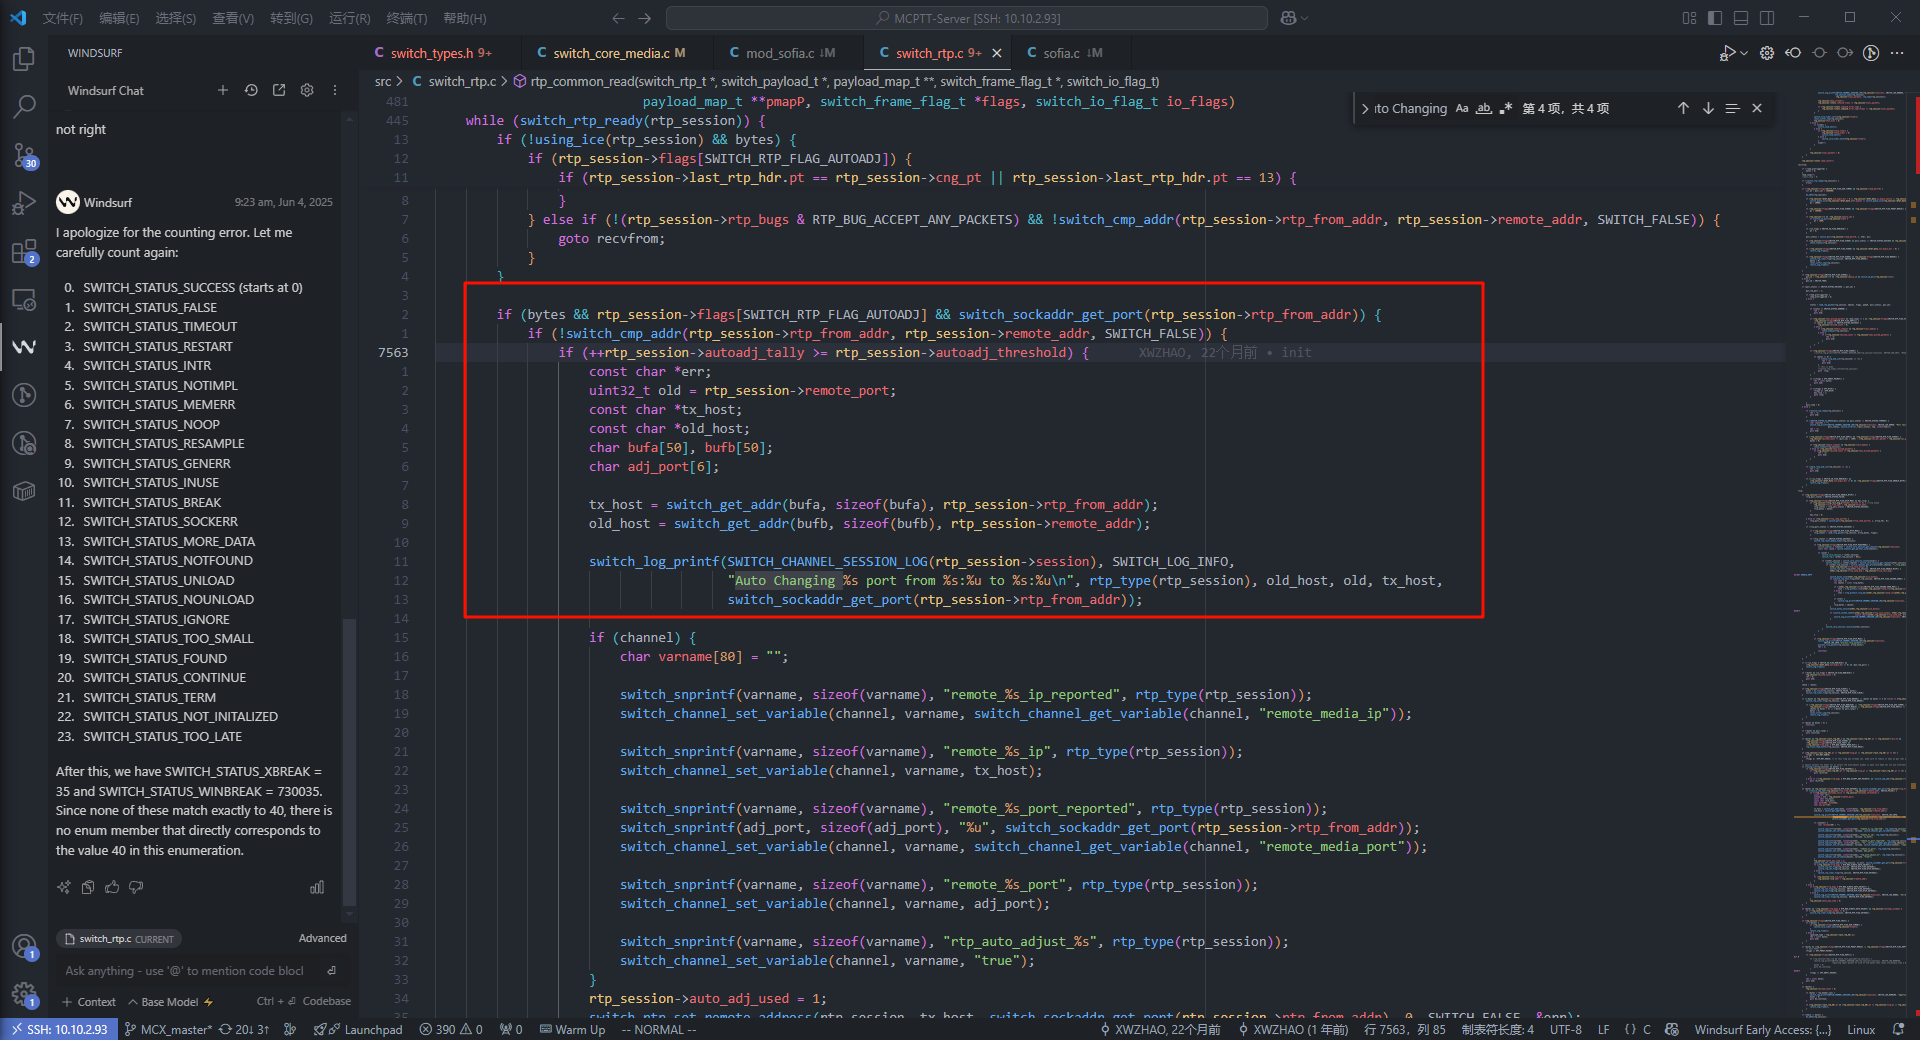 文件(F) 编辑(E) 选择(S) 查看(V) 转到(G) 运行(R) 终端(T) 帮助(H)
MCPTT-Server [SSH: 10.10.2.93]
WINDSURF
switch_types.h 9+
switch_core_media.c M
mod_sofia.c ↓M
switch_rtp.c 9+
sofia.c ↓M
Windsurf Chat
src > C switch_rtp.c > rtp_common_read(switch_rtp_t *, switch_payload_t *, payload_map_t **, switch_frame_flag_t *, switch_io_flag_t)
not right
Windsurf
9:23 am, Jun 4, 2025
I apologize for the counting error. Let me
carefully count again:
0. SWITCH_STATUS_SUCCESS (starts at 0)
1. SWITCH_STATUS_FALSE
2. SWITCH_STATUS_TIMEOUT
3. SWITCH_STATUS_RESTART
4. SWITCH_STATUS_INTR
5. SWITCH_STATUS_NOTIMPL
6. SWITCH_STATUS_MEMERR
7. SWITCH_STATUS_NOOP
8. SWITCH_STATUS_RESAMPLE
9. SWITCH_STATUS_GENERR
10. SWITCH_STATUS_INUSE
11. SWITCH_STATUS_BREAK
12. SWITCH_STATUS_SOCKERR
13. SWITCH_STATUS_MORE_DATA
14. SWITCH_STATUS_NOTFOUND
15. SWITCH_STATUS_UNLOAD
16. SWITCH_STATUS_NOUNLOAD
17. SWITCH_STATUS_IGNORE
18. SWITCH_STATUS_TOO_SMALL
19. SWITCH_STATUS_FOUND
20. SWITCH_STATUS_CONTINUE
21. SWITCH_STATUS_TERM
22. SWITCH_STATUS_NOT_INITALIZED
23. SWITCH_STATUS_TOO_LATE
After this, we have SWITCH_STATUS_XBREAK =
35 and SWITCH_STATUS_WINBREAK = 730035.
Since none of these match exactly to 40, there is
no enum member that directly corresponds to
the value 40 in this enumeration.
switch_rtp.c CURRENT
Advanced
Ask anything - use '@' to mention code blocl
+ Context
Base Model
Ctrl + ⏎ Codebase
30
2
1
1
ito Changing Aa ab 第 4 项, 共 4 项
481 payload_map_t **pmapP, switch_frame_flag_t *flags, switch_io_flag_t io_flags)
445 while (switch_rtp_ready(rtp_session)) {
13 if (!using_ice(rtp_session) && bytes) {
12 if (rtp_session->flags[SWITCH_RTP_FLAG_AUTOADJ]) {
11 if (rtp_session->last_rtp_hdr.pt == rtp_session->cng_pt || rtp_session->last_rtp_hdr.pt == 13) {
8 }
7 } else if (!(rtp_session->rtp_bugs & RTP_BUG_ACCEPT_ANY_PACKETS) && !switch_cmp_addr(rtp_session->rtp_from_addr, rtp_session->remote_addr, SWITCH_FALSE)) {
6 goto recvfrom;
5 }
4 }
3
2 if (bytes && rtp_session->flags[SWITCH_RTP_FLAG_AUTOADJ] && switch_sockaddr_get_port(rtp_session->rtp_from_addr)) {
1 if (!switch_cmp_addr(rtp_session->rtp_from_addr, rtp_session->remote_addr, SWITCH_FALSE)) {
7563 if (++rtp_session->autoadj_tally >= rtp_session->autoadj_threshold) { XWZHAO, 22个月前 • init
1 const char *err;
2 uint32_t old = rtp_session->remote_port;
3 const char *tx_host;
4 const char *old_host;
5 char bufa[50], bufb[50];
6 char adj_port[6];
7
8 tx_host = switch_get_addr(bufa, sizeof(bufa), rtp_session->rtp_from_addr);
9 old_host = switch_get_addr(bufb, sizeof(bufb), rtp_session->remote_addr);
10
11 switch_log_printf(SWITCH_CHANNEL_SESSION_LOG(rtp_session->session), SWITCH_LOG_INFO,
12 "Auto Changing %s port from %s:%u to %s:%u\n", rtp_type(rtp_session), old_host, old, tx_host,
13 switch_sockaddr_get_port(rtp_session->rtp_from_addr));
14
15 if (channel) {
16 char varname[80] = "";
17
18 switch_snprintf(varname, sizeof(varname), "remote_%s_ip_reported", rtp_type(rtp_session));
19 switch_channel_set_variable(channel, varname, switch_channel_get_variable(channel, "remote_media_ip"));
20
21 switch_snprintf(varname, sizeof(varname), "remote_%s_ip", rtp_type(rtp_session));
22 switch_channel_set_variable(channel, varname, tx_host);
23
24 switch_snprintf(varname, sizeof(varname), "remote_%s_port_reported", rtp_type(rtp_session));
25 switch_snprintf(adj_port, sizeof(adj_port), "%u", switch_sockaddr_get_port(rtp_session->rtp_from_addr));
26 switch_channel_set_variable(channel, varname, switch_channel_get_variable(channel, "remote_media_port"));
27
28 switch_snprintf(varname, sizeof(varname), "remote_%s_port", rtp_type(rtp_session));
29 switch_channel_set_variable(channel, varname, adj_port);
30
31 switch_snprintf(varname, sizeof(varname), "rtp_auto_adjust_%s", rtp_type(rtp_session));
32 switch_channel_set_variable(channel, varname, "true");
33 }
34 rtp_session->auto_adj_used = 1;
switch_rtp_set_remote_address(rtp_session, tx_host, switch_sockaddr_get_port(rtp_session->rtp_from_addr), 0, SWITCH_FALSE, &err);
SSH: 10.10.2.93 MCX_master* 20↓ 3↑ Launchpad 390 0 0 Warm Up -- NORMAL -- XWZHAO, 22个月前 XWZHAO (1 年前) 行 7563，列 85 制表符长度: 4 UTF-8 LF {} C Windsurf Early Access: {...} Linux